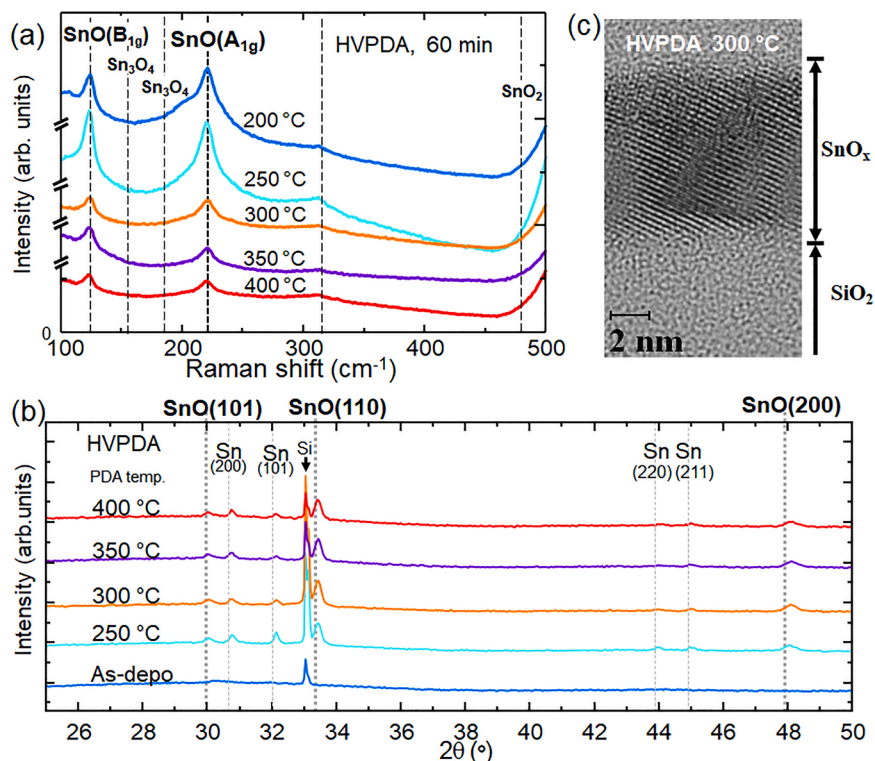 (a)
SnO(B1g)
SnO(A1g)
HVPDA, 60 min
Sn3O4
Sn3O4
SnO2
200 °C
250 °C
300 °C
350 °C
400 °C
Intensity (arb. units)
0
100 200 300 400 500
Raman shift (cm-1)
(c)
HVPDA 300 °C
SnOx
SiO2
2 nm
(b)
SnO(101) SnO(110) SnO(200)
HVPDA
Sn
(200)
Sn
(101)
Si
Sn Sn
(220) (211)
PDA temp.
400 °C
350 °C
300 °C
250 °C
As-depo
Intensity (arb.units)
26 28 30 32 34 36 38 40 42 44 46 48 50
2θ (°)